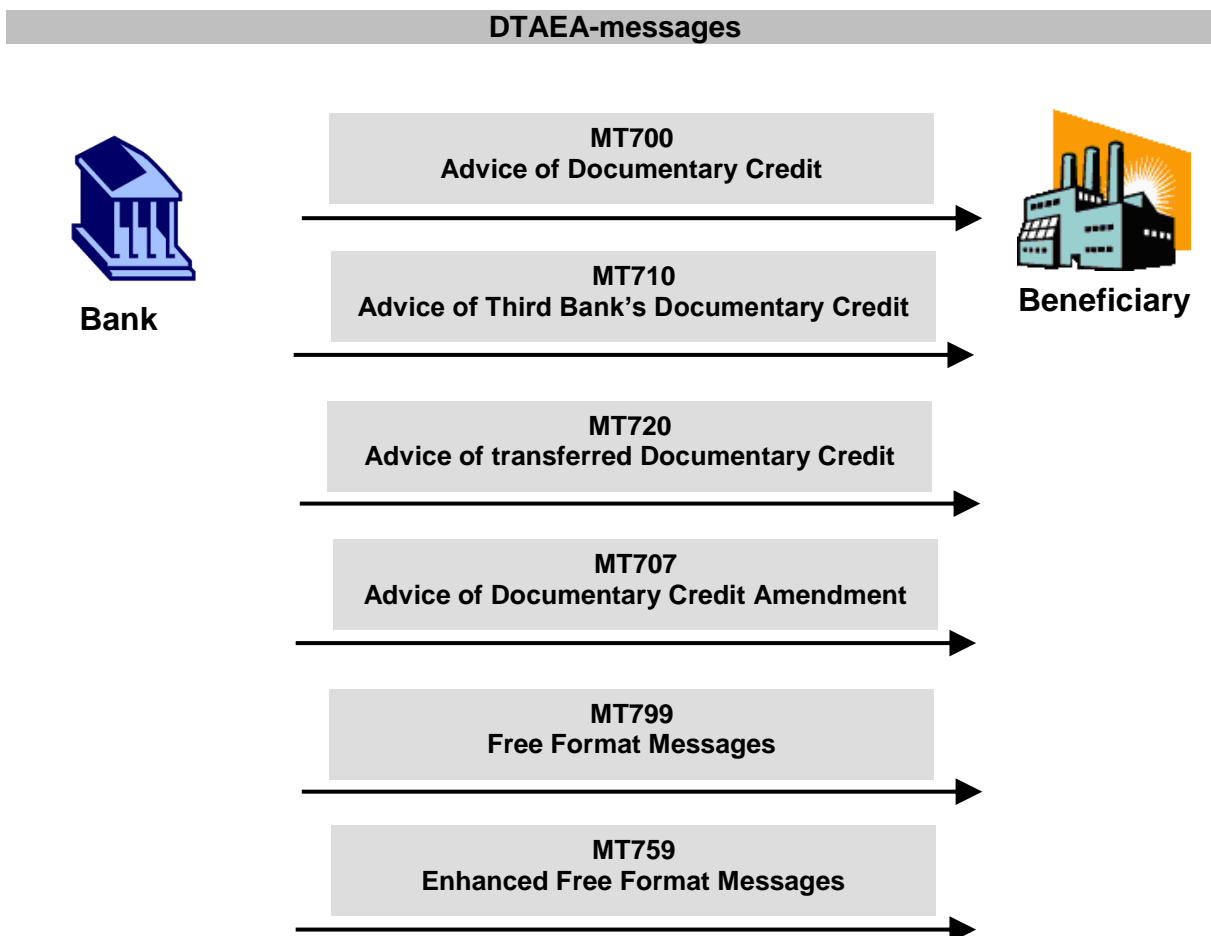 DTAEA-messages
MT700
Advice of Documentary Credit
Bank
Beneficiary
MT710
Advice of Third Bank’s Documentary Credit
MT720
Advice of transferred Documentary Credit
MT707
Advice of Documentary Credit Amendment
MT799
Free Format Messages
MT759
Enhanced Free Format Messages